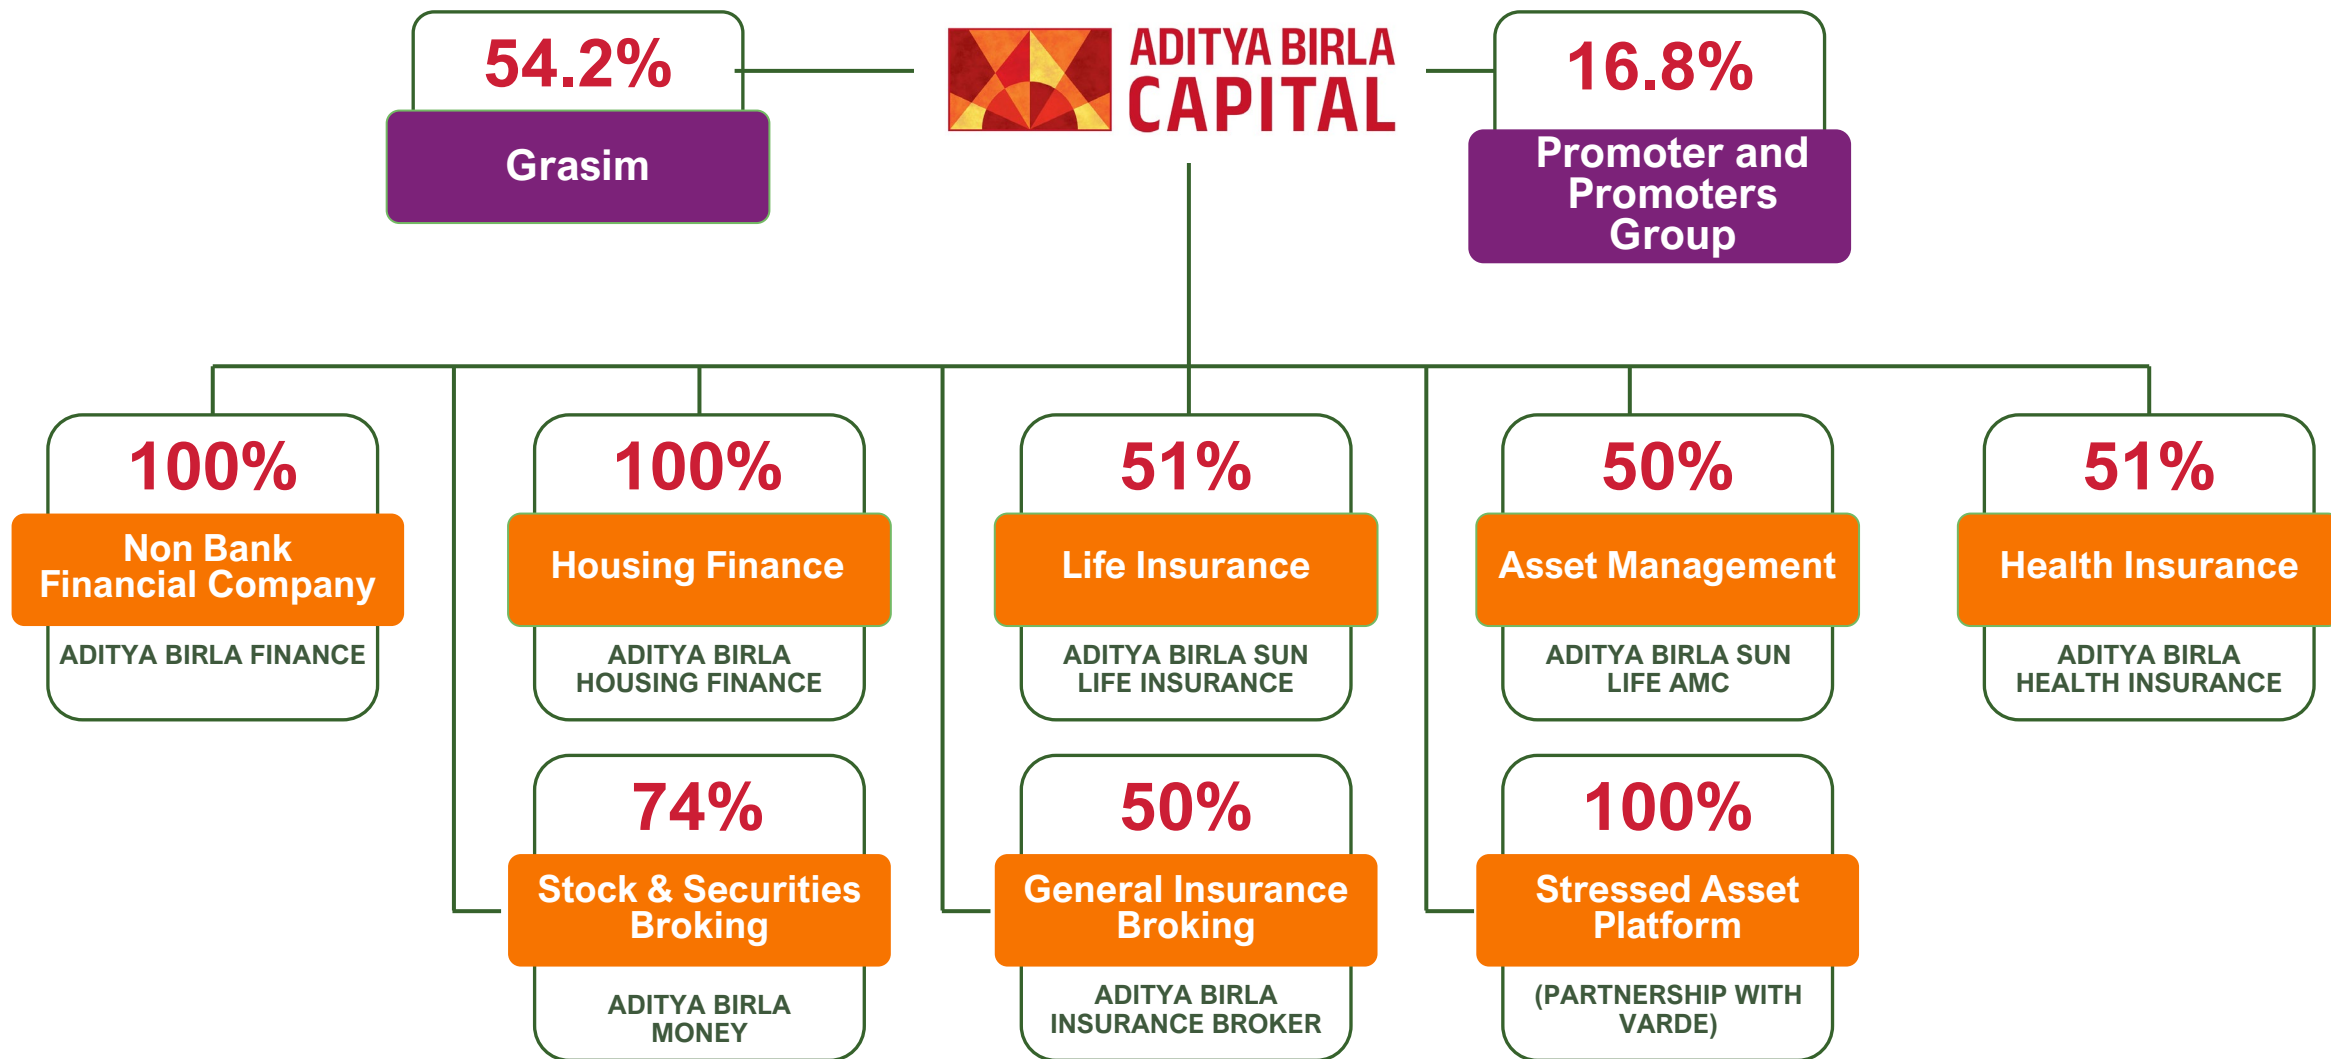 54.2%
Grasim
ADITYA BIRLA
CAPITAL
16.8%
Promoter and
Promoters
Group
100%
Non Bank
Financial Company
ADITYA BIRLA FINANCE
100%
Housing Finance
ADITYA BIRLA
HOUSING FINANCE
51%
Life Insurance
ADITYA BIRLA SUN
LIFE INSURANCE
50%
Asset Management
ADITYA BIRLA SUN
LIFE AMC
51%
Health Insurance
ADITYA BIRLA
HEALTH INSURANCE
74%
Stock & Securities
Broking
ADITYA BIRLA
MONEY
50%
General Insurance
Broking
ADITYA BIRLA
INSURANCE BROKER
100%
Stressed Asset
Platform
(PARTNERSHIP WITH
VARDE)